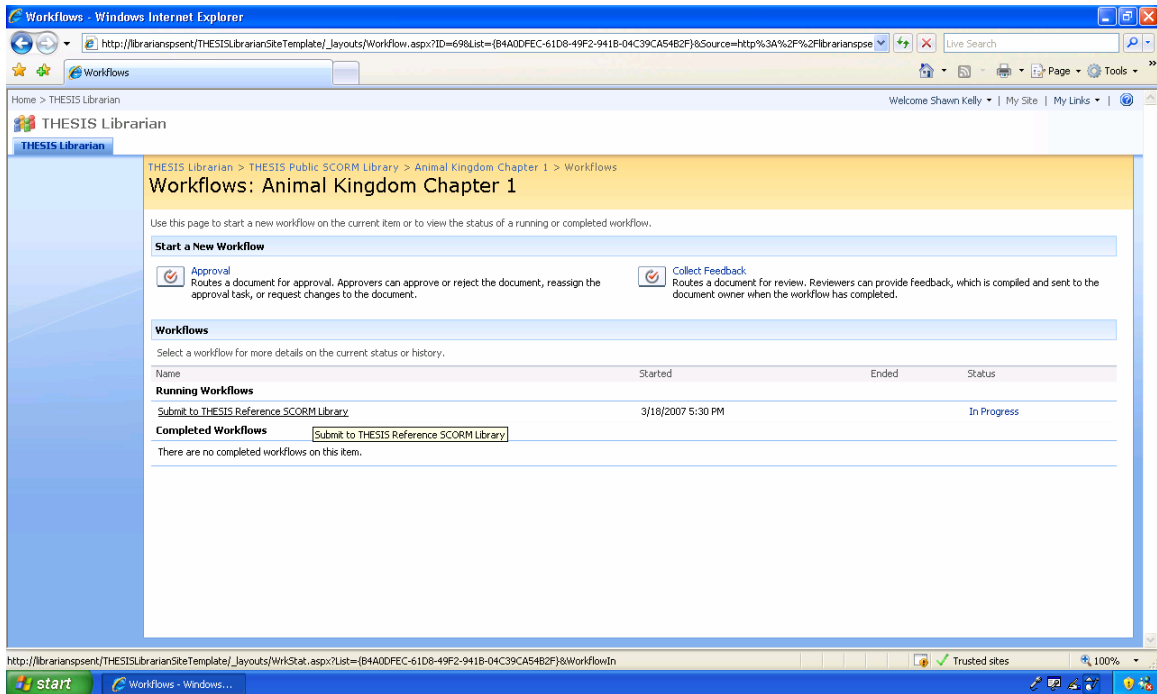 Workflows - Windows Internet Explorer
http://librarianspsent/THESISLibrarianSiteTemplate/_layouts/Workflow.aspx?ID=69&List={B4A0DFEC-61D8-49F2-941B-04C39CA54B2F}&Source=http%3A%2F%2Flibrarianspse
Live Search
Workflows
Page
Tools
»
Home > THESIS Librarian
Welcome Shawn Kelly | My Site | My Links |
THESIS Librarian
THESIS Librarian
THESIS Librarian > THESIS Public SCORM Library > Animal Kingdom Chapter 1 > Workflows
Workflows: Animal Kingdom Chapter 1
Use this page to start a new workflow on the current item or to view the status of a running or completed workflow.
Start a New Workflow
Approval
Routes a document for approval. Approvers can approve or reject the document, reassign the
approval task, or request changes to the document.
Collect Feedback
Routes a document for review. Reviewers can provide feedback, which is compiled and sent to the
document owner when the workflow has completed.
Workflows
Select a workflow for more details on the current status or history.
Name Started Ended Status
Running Workflows
Submit to THESIS Reference SCORM Library 3/18/2007 5:30 PM In Progress
Completed Workflows
Submit to THESIS Reference SCORM Library
There are no completed workflows on this item.
http://librarianspsent/THESISLibrarianSiteTemplate/_layouts/WrkStat.aspx?List={B4A0DFEC-61D8-49F2-941B-04C39CA54B2F}&WorkflowIn
Trusted sites
100%
start
Workflows - Windows...